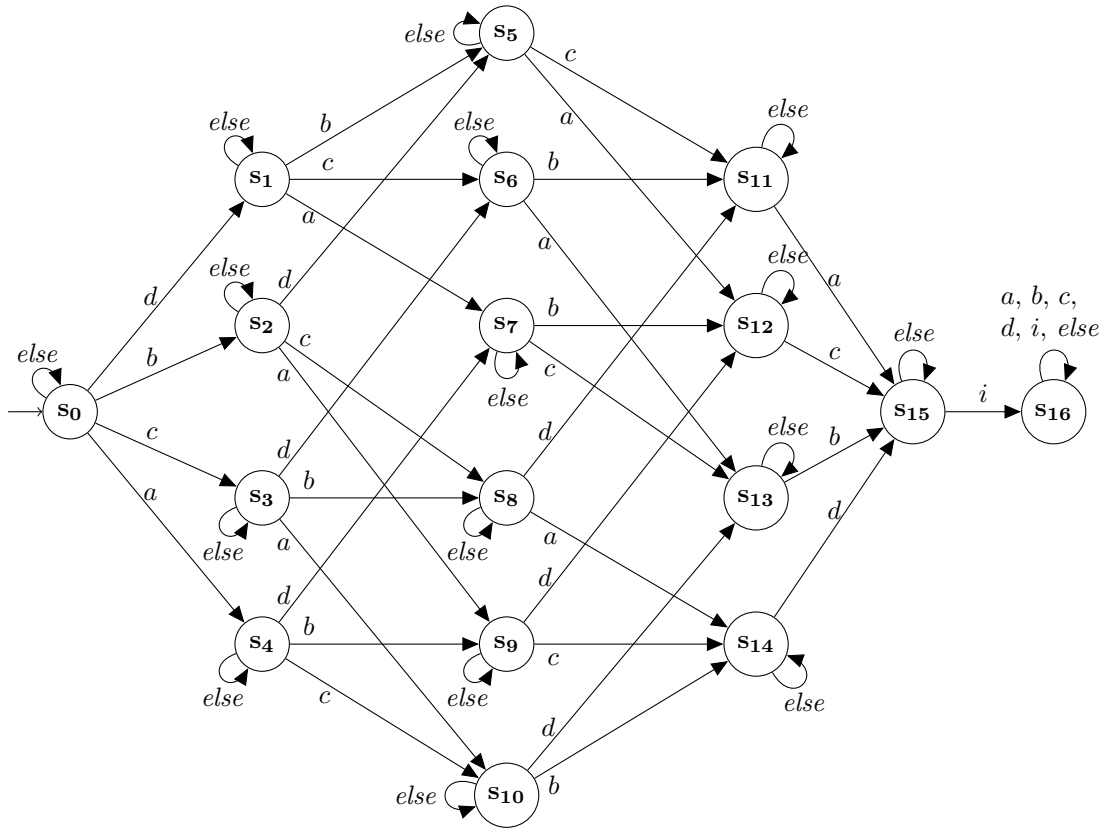 else
s5
c
a
else
s1
b
c
a
else
s6
b
a
else
s11
a
else
s2
d
c
a
s7
b
c
else
else
s12
c
a, b, c,
d, i, else
else
s0
d
b
c
a
else
s15
i
s16
else
s3
d
b
a
else
s8
d
a
else
s13
b
else
s4
d
b
c
else
s9
d
c
s14
d
else
else
s10
d
b